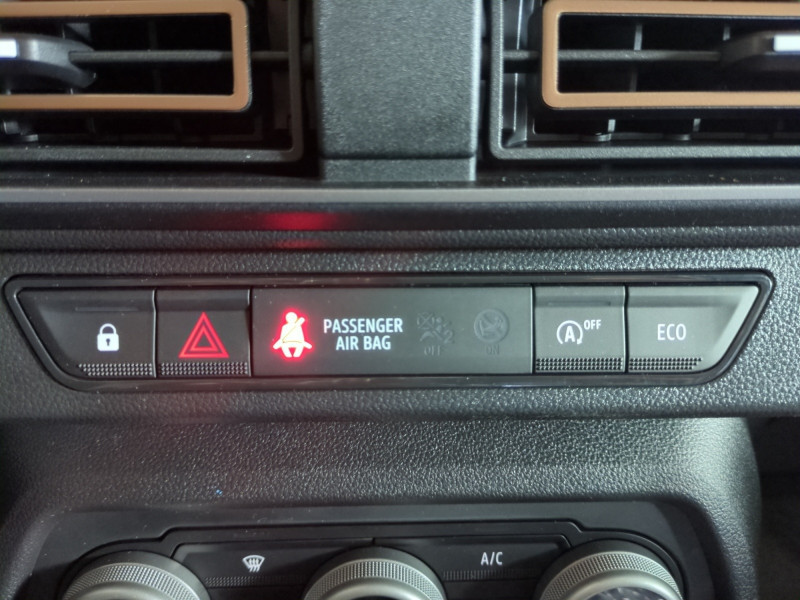 PASSENGER
AIR BAG
OFF
ON
A OFF
ECO
A/C